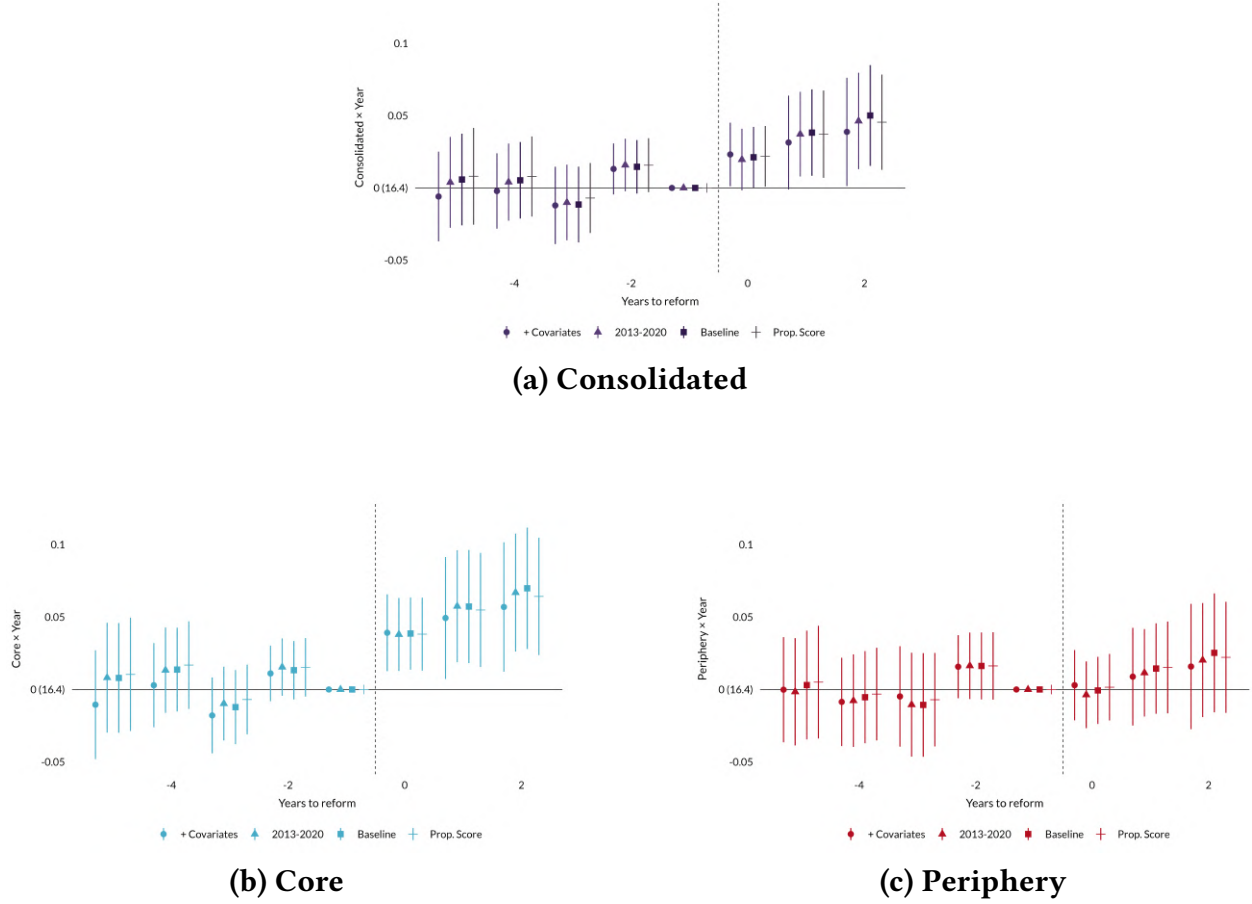 0.1
0.05
0 (16.4)
-0.05
Consolidated × Year
-4 -2 0 2
Years to reform
+ Covariates 2013-2020 Baseline Prop. Score
(a) Consolidated
0.1
0.05
0 (16.4)
-0.05
Core × Year
-4 -2 0 2
Years to reform
+ Covariates 2013-2020 Baseline Prop. Score
(b) Core
0.1
0.05
0 (16.4)
-0.05
Periphery × Year
-4 -2 0 2
Years to reform
+ Covariates 2013-2020 Baseline Prop. Score
(c) Periphery